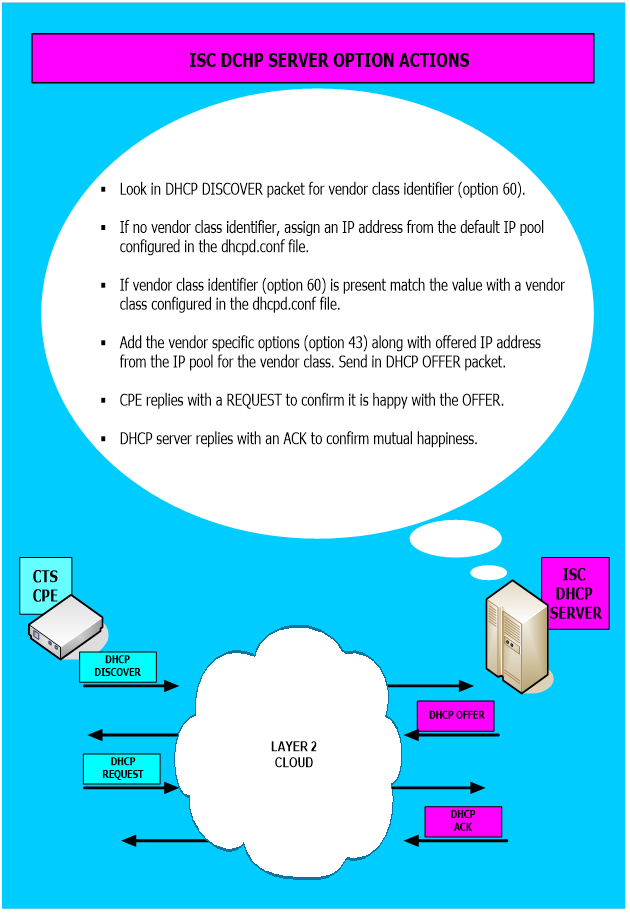 ISC DCHP SERVER OPTION ACTIONS
▪ Look in DHCP DISCOVER packet for vendor class identifier (option 60).
▪ If no vendor class identifier, assign an IP address from the default IP pool
configured in the dhcpd.conf file.
▪ If vendor class identifier (option 60) is present match the value with a vendor
class configured in the dhcpd.conf file.
▪ Add the vendor specific options (option 43) along with offered IP address
from the IP pool for the vendor class. Send in DHCP OFFER packet.
▪ CPE replies with a REQUEST to confirm it is happy with the OFFER.
▪ DHCP server replies with an ACK to confirm mutual happiness.
CTS
CPE
ISC
DHCP
SERVER
DHCP
DISCOVER
DHCP OFFER
LAYER 2
CLOUD
DHCP
REQUEST
DHCP
ACK